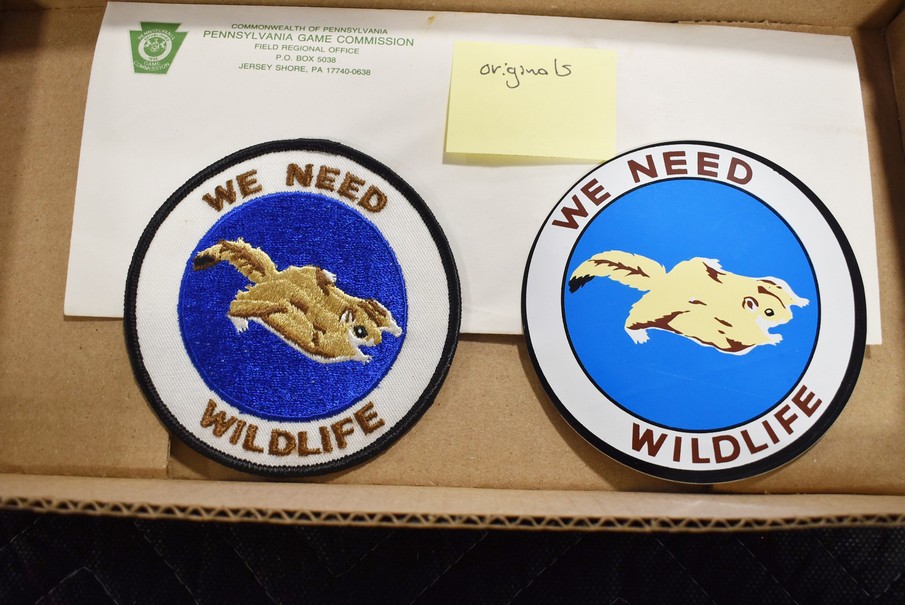 COMMONWEALTH OF PENNSYLVANIA
PENNSYLVANIA GAME COMMISSION
FIELD REGIONAL OFFICE
P.O. BOX 5038
JERSEY SHORE, PA 17740-0638
originals
WE NEED
WILDLIFE
WE NEED
WILDLIFE